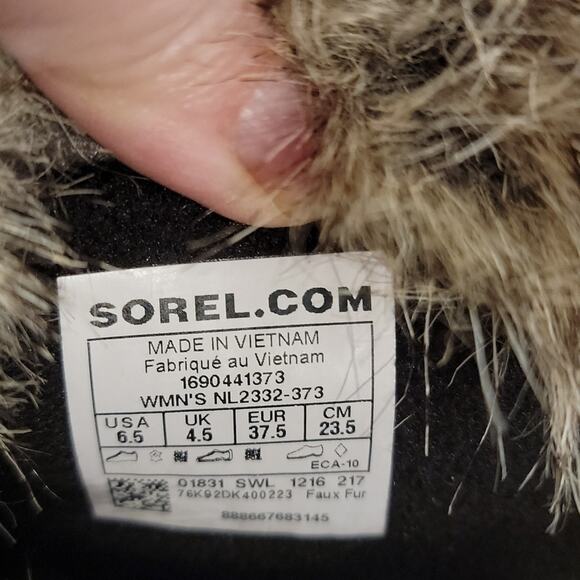 SOREL.COM
MADE IN VIETNAM
Fabriqué au Vietnam
1690441373
WMN'S NL2332-373
USA UK EUR CM
6.5 4.5 37.5 23.5
ECA-10
01831 SWL 1216 217
76K92DK400223 Faux Fur
888667683145